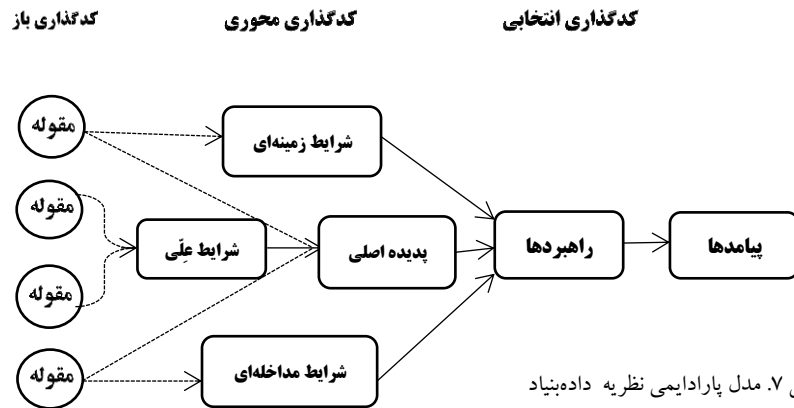 کدگذاری باز
کدگذاری محوری
کدگذاری انتخابی
مقوله
شرایط زمینه‌ای
مقوله
شرایط علّی
پدیده اصلی
راهبردها
پیامدها
مقوله
شرایط مداخله‌ای
مقوله
۷. مدل پارادایمی نظریه داده‌بنیاد